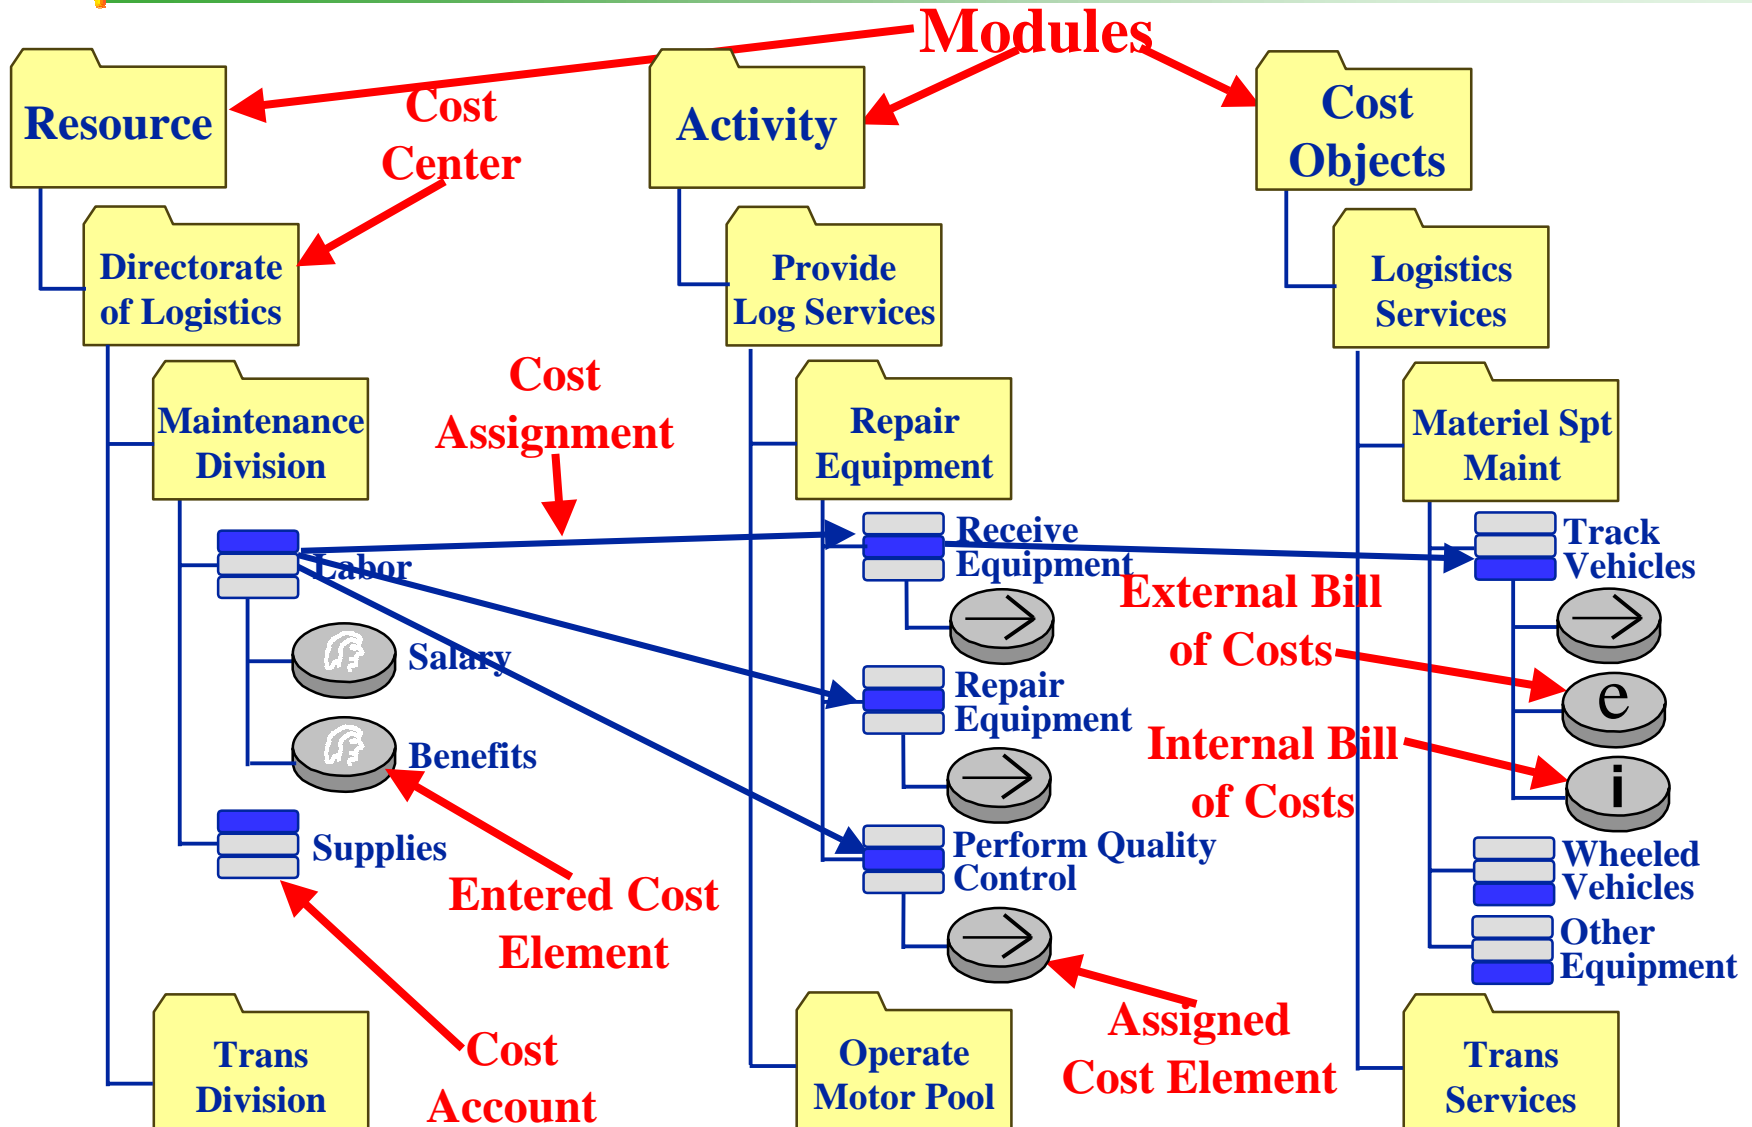 Modules
Resource
Cost
Center
Activity
Cost
Objects
Directorate
of Logistics
Provide
Log Services
Logistics
Services
Maintenance
Division
Cost
Assignment
Repair
Equipment
Materiel Spt
Maint
Labor
Receive
Equipment
Track
Vehicles
External Bill
of Costs
Salary
Repair
Equipment
e
Internal Bill
of Costs
Benefits
i
Supplies
Perform Quality
Control
Wheeled
Vehicles
Entered Cost
Element
Other
Equipment
Cost
Account
Assigned
Cost Element
Trans
Division
Operate
Motor Pool
Trans
Services